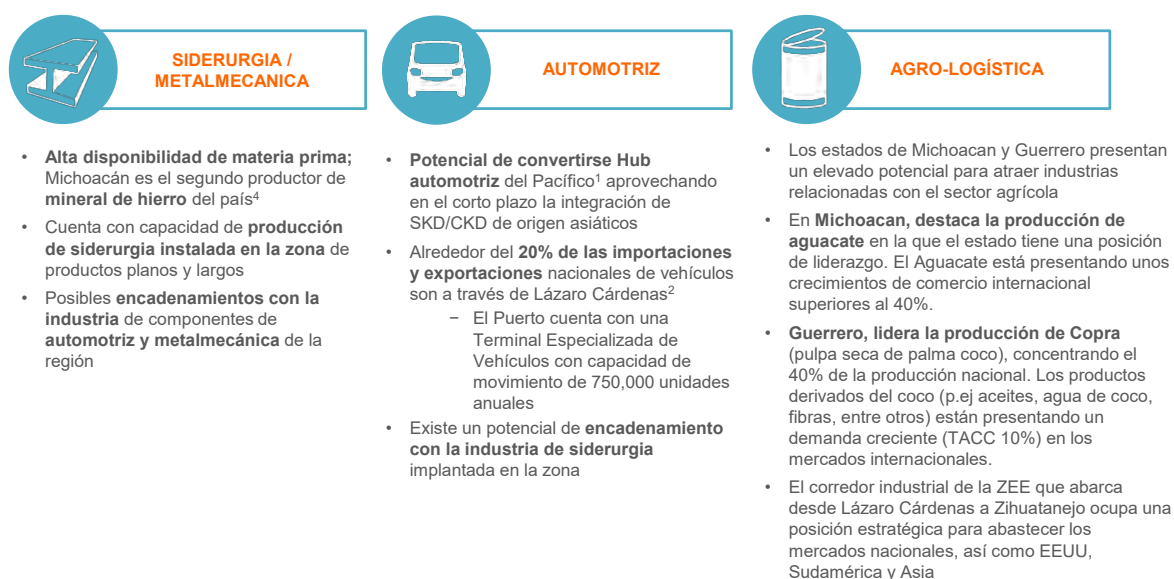 SIDERURGIA /
METALMECANICA
• Alta disponibilidad de materia prima;
Michoacán es el segundo productor de
mineral de hierro del país⁴
• Cuenta con capacidad de producción
de siderurgia instalada en la zona de
productos planos y largos
• Posibles encadenamientos con la
industria de componentes de
automotriz y metalmecánica de la
región
AUTOMOTRIZ
• Potencial de convertirse Hub
automotriz del Pacífico¹ aprovechando
en el corto plazo la integración de
SKD/CKD de origen asiáticos
• Alrededor del 20% de las importaciones
y exportaciones nacionales de vehículos
son a través de Lázaro Cárdenas²
− El Puerto cuenta con una
Terminal Especializada de
Vehículos con capacidad de
movimiento de 750,000 unidades
anuales
• Existe un potencial de encadenamiento
con la industria de siderurgia
implantada en la zona
AGRO-LOGÍSTICA
• Los estados de Michoacan y Guerrero presentan
un elevado potencial para atraer industrias
relacionadas con el sector agrícola
• En Michoacan, destaca la producción de
aguacate en la que el estado tiene una posición
de liderazgo. El Aguacate está presentando unos
crecimientos de comercio internacional
superiores al 40%.
• Guerrero, lidera la producción de Copra
(pulpa seca de palma coco), concentrando el
40% de la producción nacional. Los productos
derivados del coco (p.ej aceites, agua de coco,
fibras, entre otros) están presentando un
demanda creciente (TACC 10%) en los
mercados internacionales.
• El corredor industrial de la ZEE que abarca
desde Lázaro Cárdenas a Zihuatanejo ocupa una
posición estratégica para abastecer los
mercados nacionales, así como EEUU,
Sudamérica y Asia